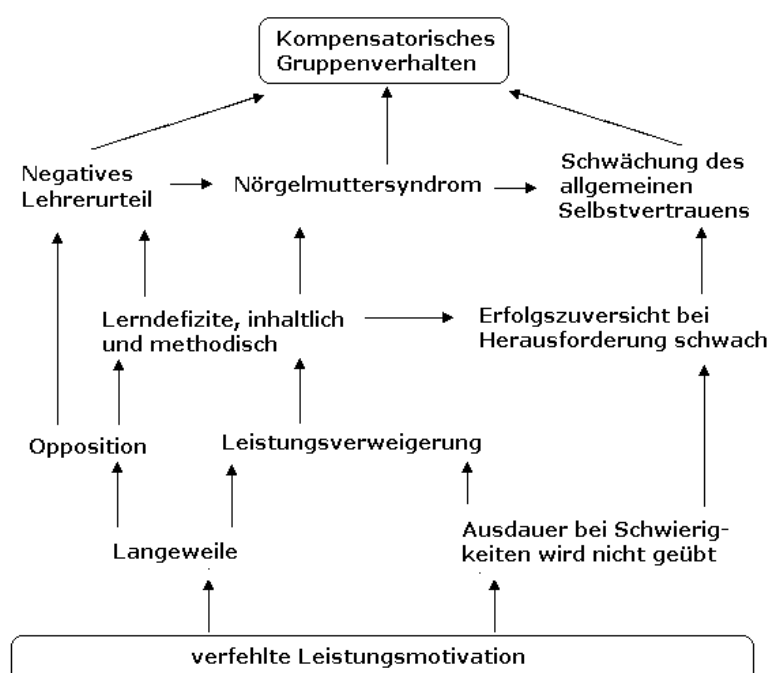 Kompensatorisches
Gruppenverhalten
Negatives
Lehrerurteil
Nörgelmuttersyndrom
Schwächung des
allgemeinen
Selbstvertrauens
Lerndefizite, inhaltlich
und methodisch
Erfolgszuversicht bei
Herausforderung schwach
Opposition
Leistungsverweigerung
Langeweile
Ausdauer bei Schwierig-
keiten wird nicht geübt
verfehlte Leistungsmotivation